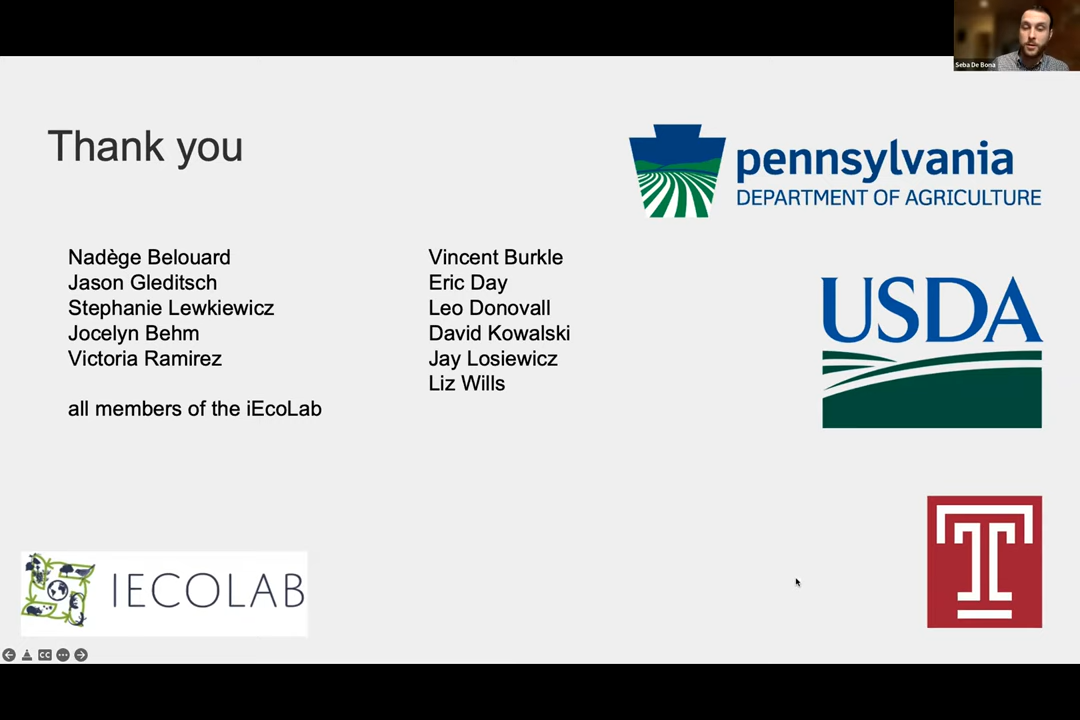 Seba De Bona
Thank you
pennsylvania
DEPARTMENT OF AGRICULTURE
Nadège Belouard
Jason Gleditsch
Stephanie Lewkiewicz
Jocelyn Behm
Victoria Ramirez
all members of the iEcoLab
Vincent Burkle
Eric Day
Leo Donovall
David Kowalski
Jay Losiewicz
Liz Wills
USDA
T
IECOLAB
CC